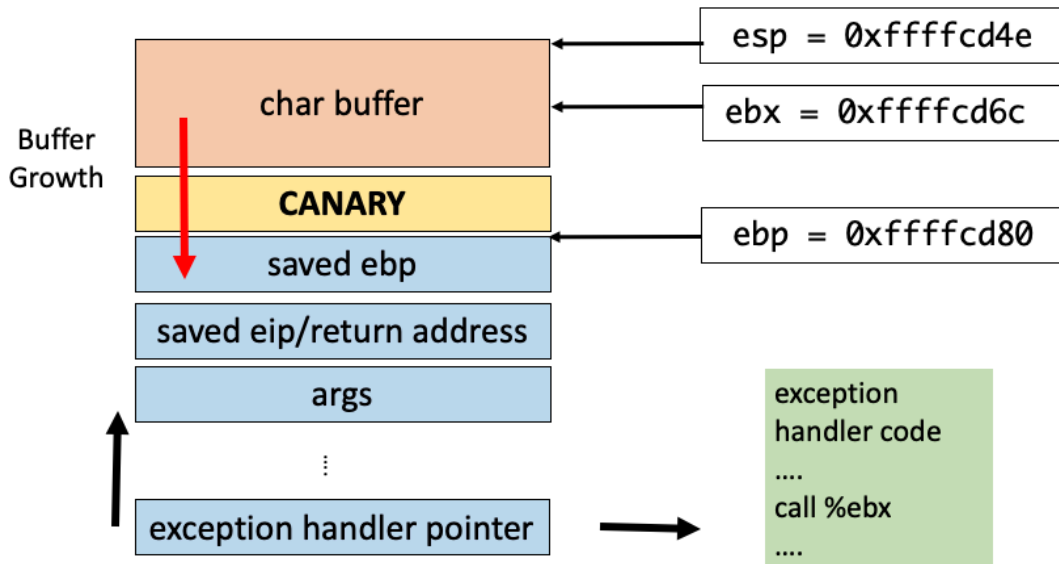 esp = 0xffffcd4e
char buffer
ebx = 0xffffcd6c
Buffer
Growth
CANARY
ebp = 0xffffcd80
saved ebp
saved eip/return address
args
⋮
exception handler pointer
exception
handler code
....
call %ebx
....